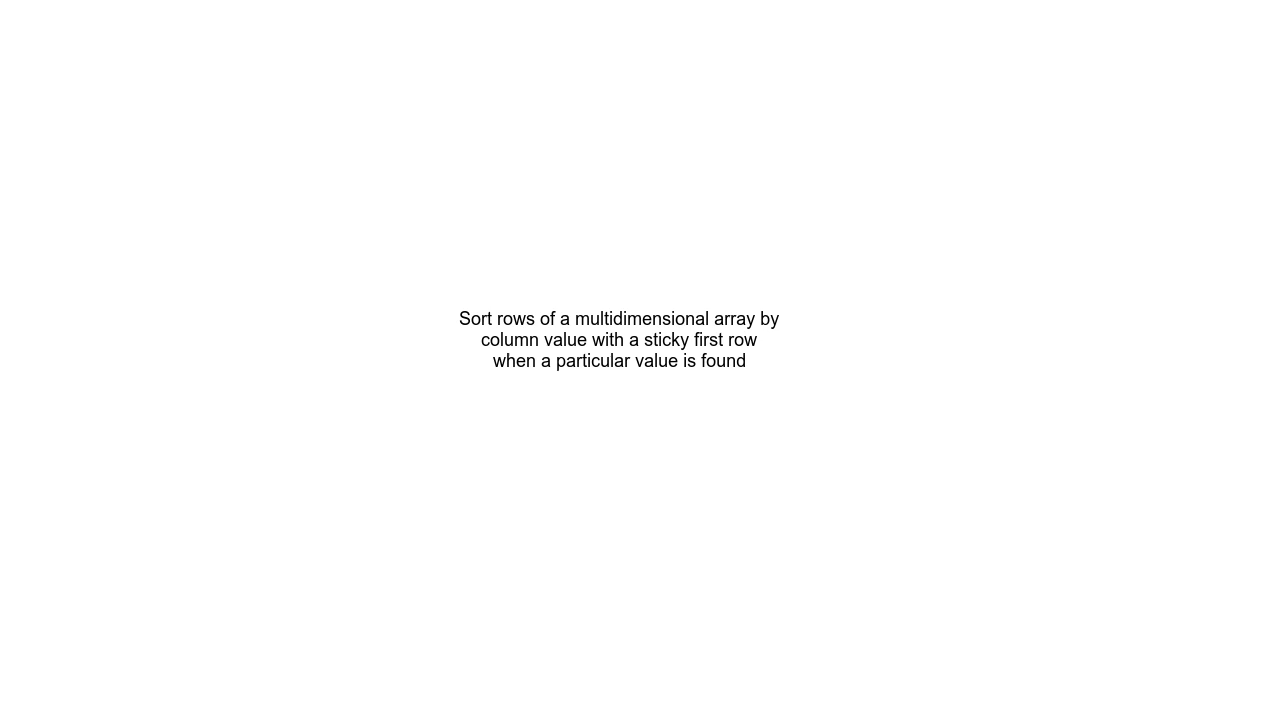 Sort rows of a multidimensional array by
column value with a sticky first row
when a particular value is found